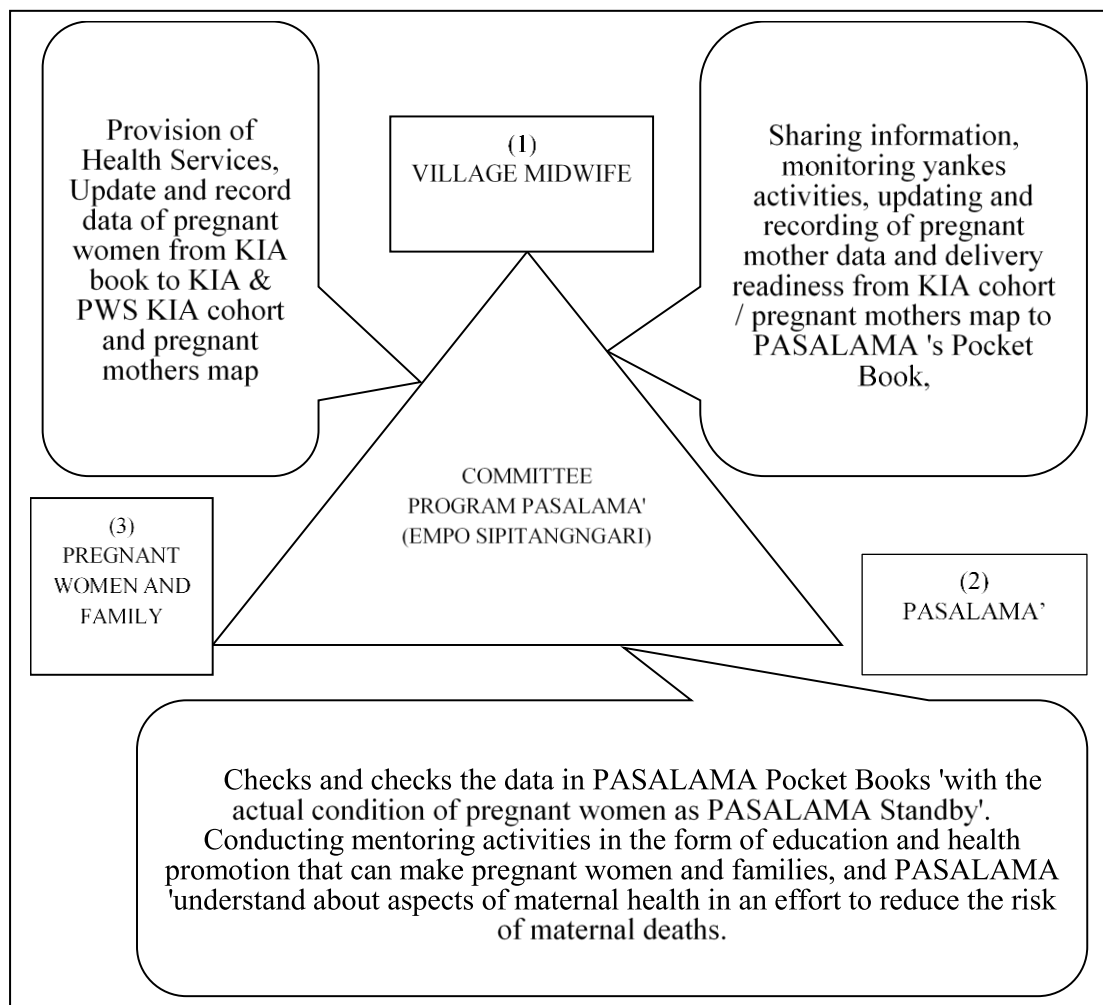 Provision of
Health Services,
Update and record
data of pregnant
women from KIA
book to KIA &
PWS KIA cohort
and pregnant
mothers map
(1)
VILLAGE MIDWIFE
Sharing information,
monitoring yankes
activities, updating and
recording of pregnant
mother data and delivery
readiness from KIA cohort
/ pregnant mothers map to
PASALAMA 's Pocket
Book,
COMMITTEE
PROGRAM PASALAMA'
(EMPO SIPITANGNGARI)
(3)
PREGNANT
WOMEN AND
FAMILY
(2)
PASALAMA’
Checks and checks the data in PASALAMA Pocket Books 'with the
actual condition of pregnant women as PASALAMA Standby'.
Conducting mentoring activities in the form of education and health
promotion that can make pregnant women and families, and PASALAMA
'understand about aspects of maternal health in an effort to reduce the risk
of maternal deaths.